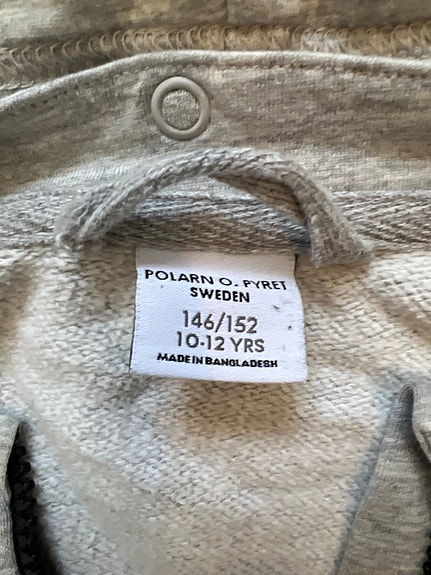 POLARN O. PYRET
SWEDEN
146/152
10-12 YRS
MADE IN BANGLADESH